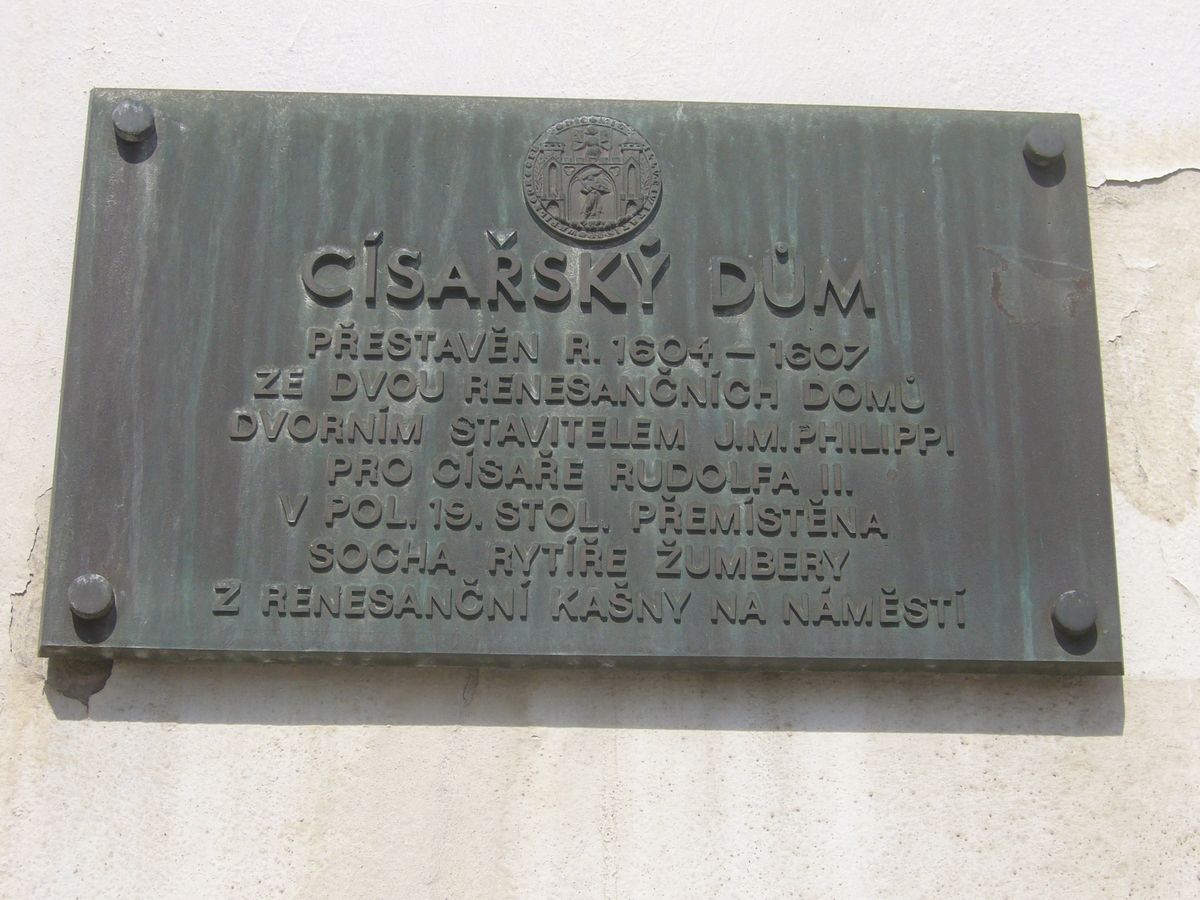 CÍSAŘSKÝ DŮM
PŘESTAVĚN R. 1604 – 1607
ZE DVOU RENESANČNÍCH DOMŮ
DVORNÍM STAVITELEM J.M.PHILIPPI
PRO CÍSAŘE RUDOLFA II.
V POL. 19. STOL. PŘEMÍSTĚNA
SOCHA RYTÍŘE ŽUMBERY
Z RENESANČNÍ KAŠNY NA NÁMĚSTÍ